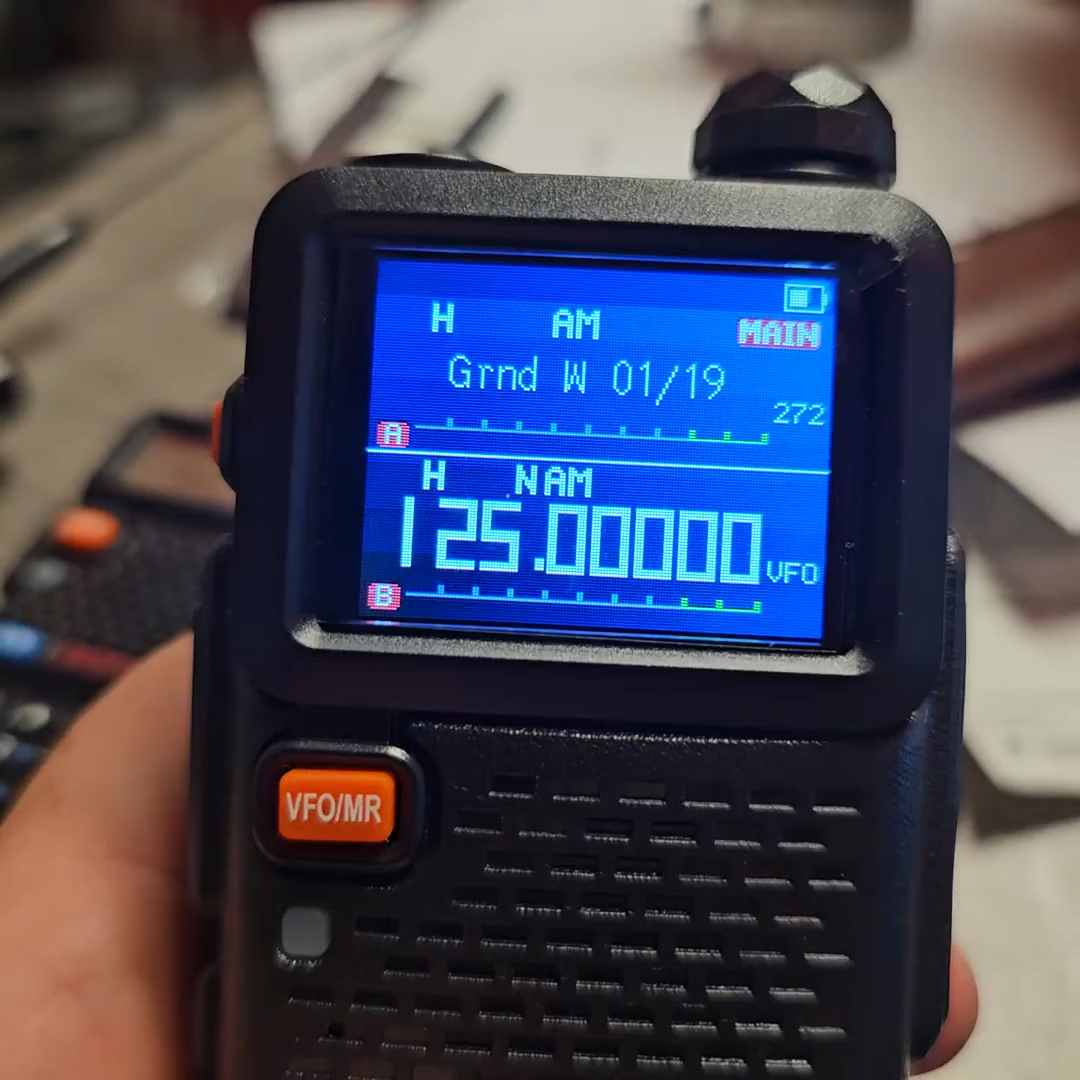 H AM MAIN
Grnd W 01/19
272
A
H NAM
125.00000 VFO
B
VFO/MR